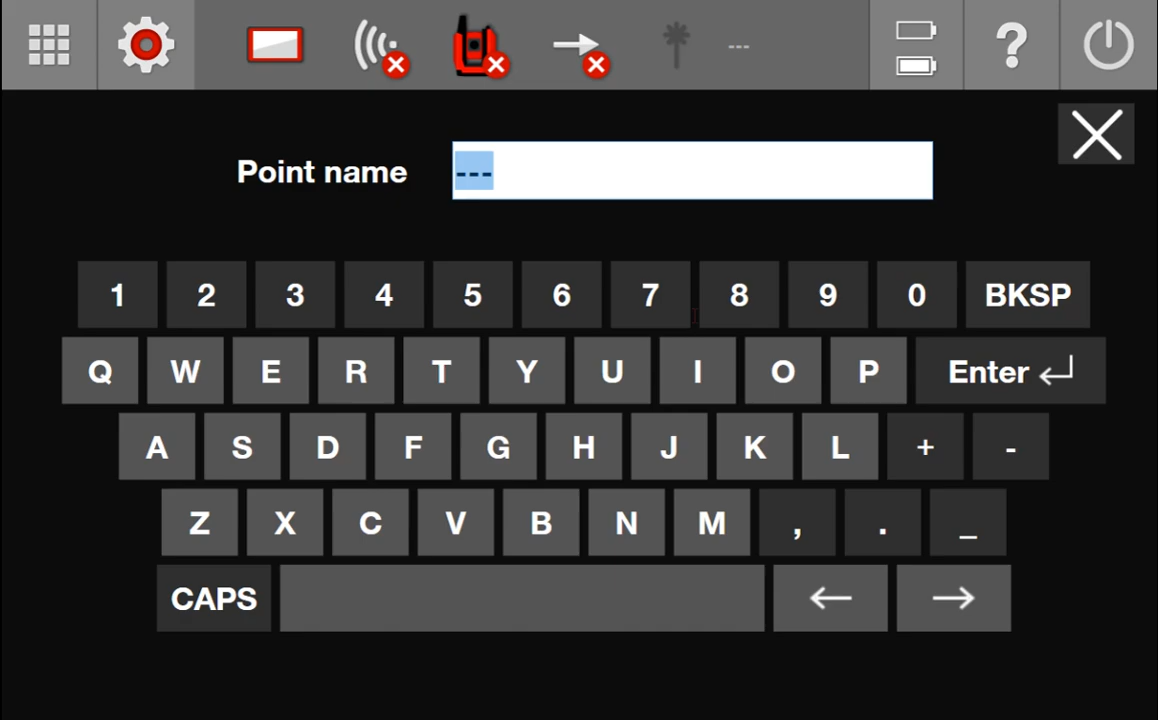 ? 
---
Point name ---
1 2 3 4 5 6 7 8 9 0 BKSP
Q W E R T Y U I O P Enter
A S D F G H J K L + -
Z X C V B N M , . _
CAPS ← →